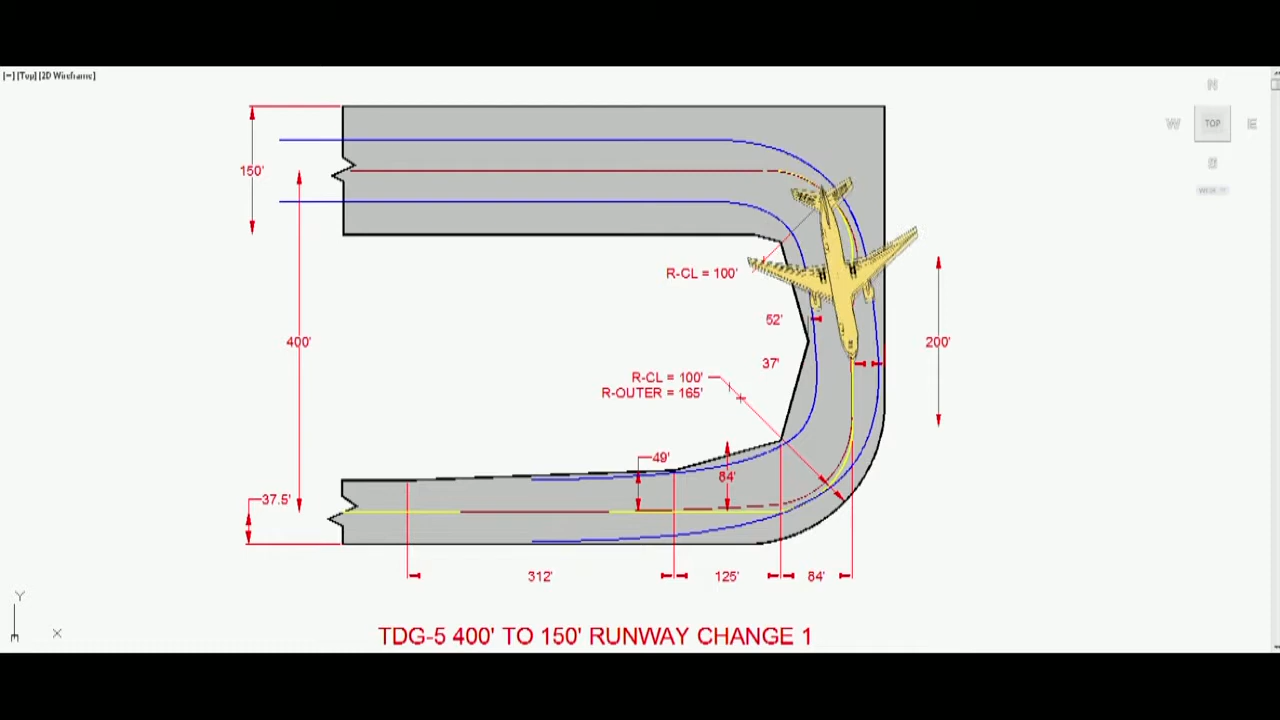 [−] [Top] [2D Wireframe]
N
W TOP E
S
150'
R-CL = 100'
52'
400'
200'
37'
R-CL = 100'
R-OUTER = 165'
49'
84'
37.5'
312' 125' 84'
Y
X
TDG-5 400' TO 150' RUNWAY CHANGE 1